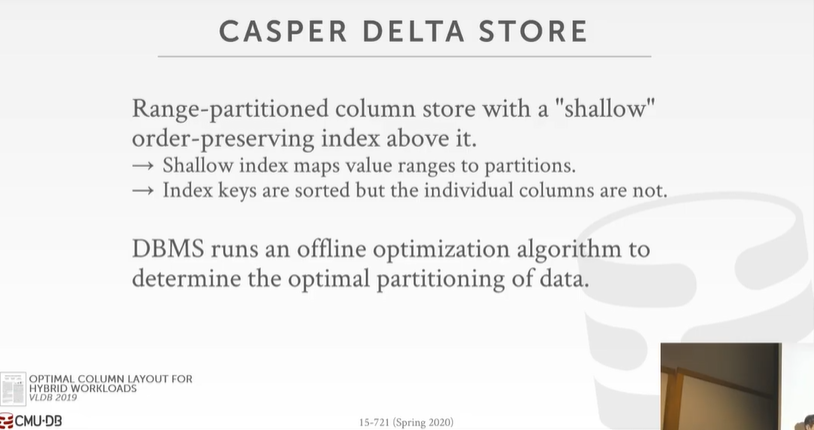 CASPER DELTA STORE
Range-partitioned column store with a "shallow"
order-preserving index above it.
→ Shallow index maps value ranges to partitions.
→ Index keys are sorted but the individual columns are not.
DBMS runs an offline optimization algorithm to
determine the optimal partitioning of data.
OPTIMAL COLUMN LAYOUT FOR
HYBRID WORKLOADS
VLDB 2019
CMU·DB
15-721 (Spring 2020)